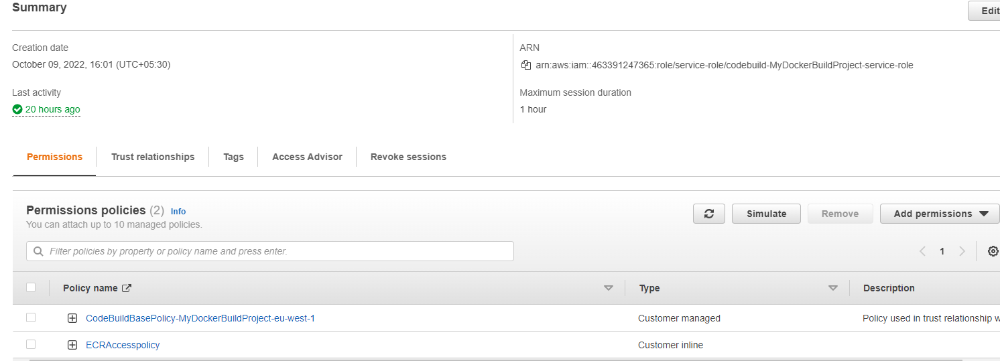 Summary
Edit
Creation date
October 09, 2022, 16:01 (UTC+05:30)
ARN
arn:aws:iam::463391247365:role/service-role/codebuild-MyDockerBuildProject-service-role
Last activity
20 hours ago
Maximum session duration
1 hour
Permissions
Trust relationships
Tags
Access Advisor
Revoke sessions
Permissions policies (2) Info
You can attach up to 10 managed policies.
Simulate
Remove
Add permissions
Filter policies by property or policy name and press enter.
1
Policy name
Type
Description
CodeBuildBasePolicy-MyDockerBuildProject-eu-west-1
Customer managed
Policy used in trust relationship w
ECRAccesspolicy
Customer inline